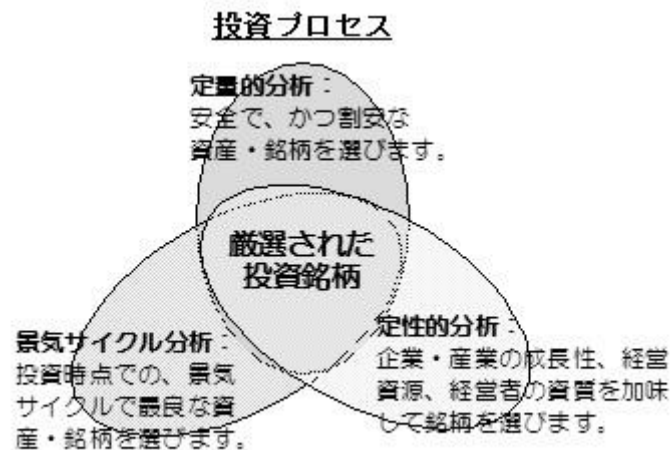 投資プロセス
定量的分析：
安全で、かつ割安な
資産・銘柄を選びます。
厳選された
投資銘柄
景気サイクル分析：
投資時点での、景気
サイクルで最良な資
産・銘柄を選びます。
定性的分析：
企業・産業の成長性、経営
資源、経営者の資質を加味
して銘柄を選びます。